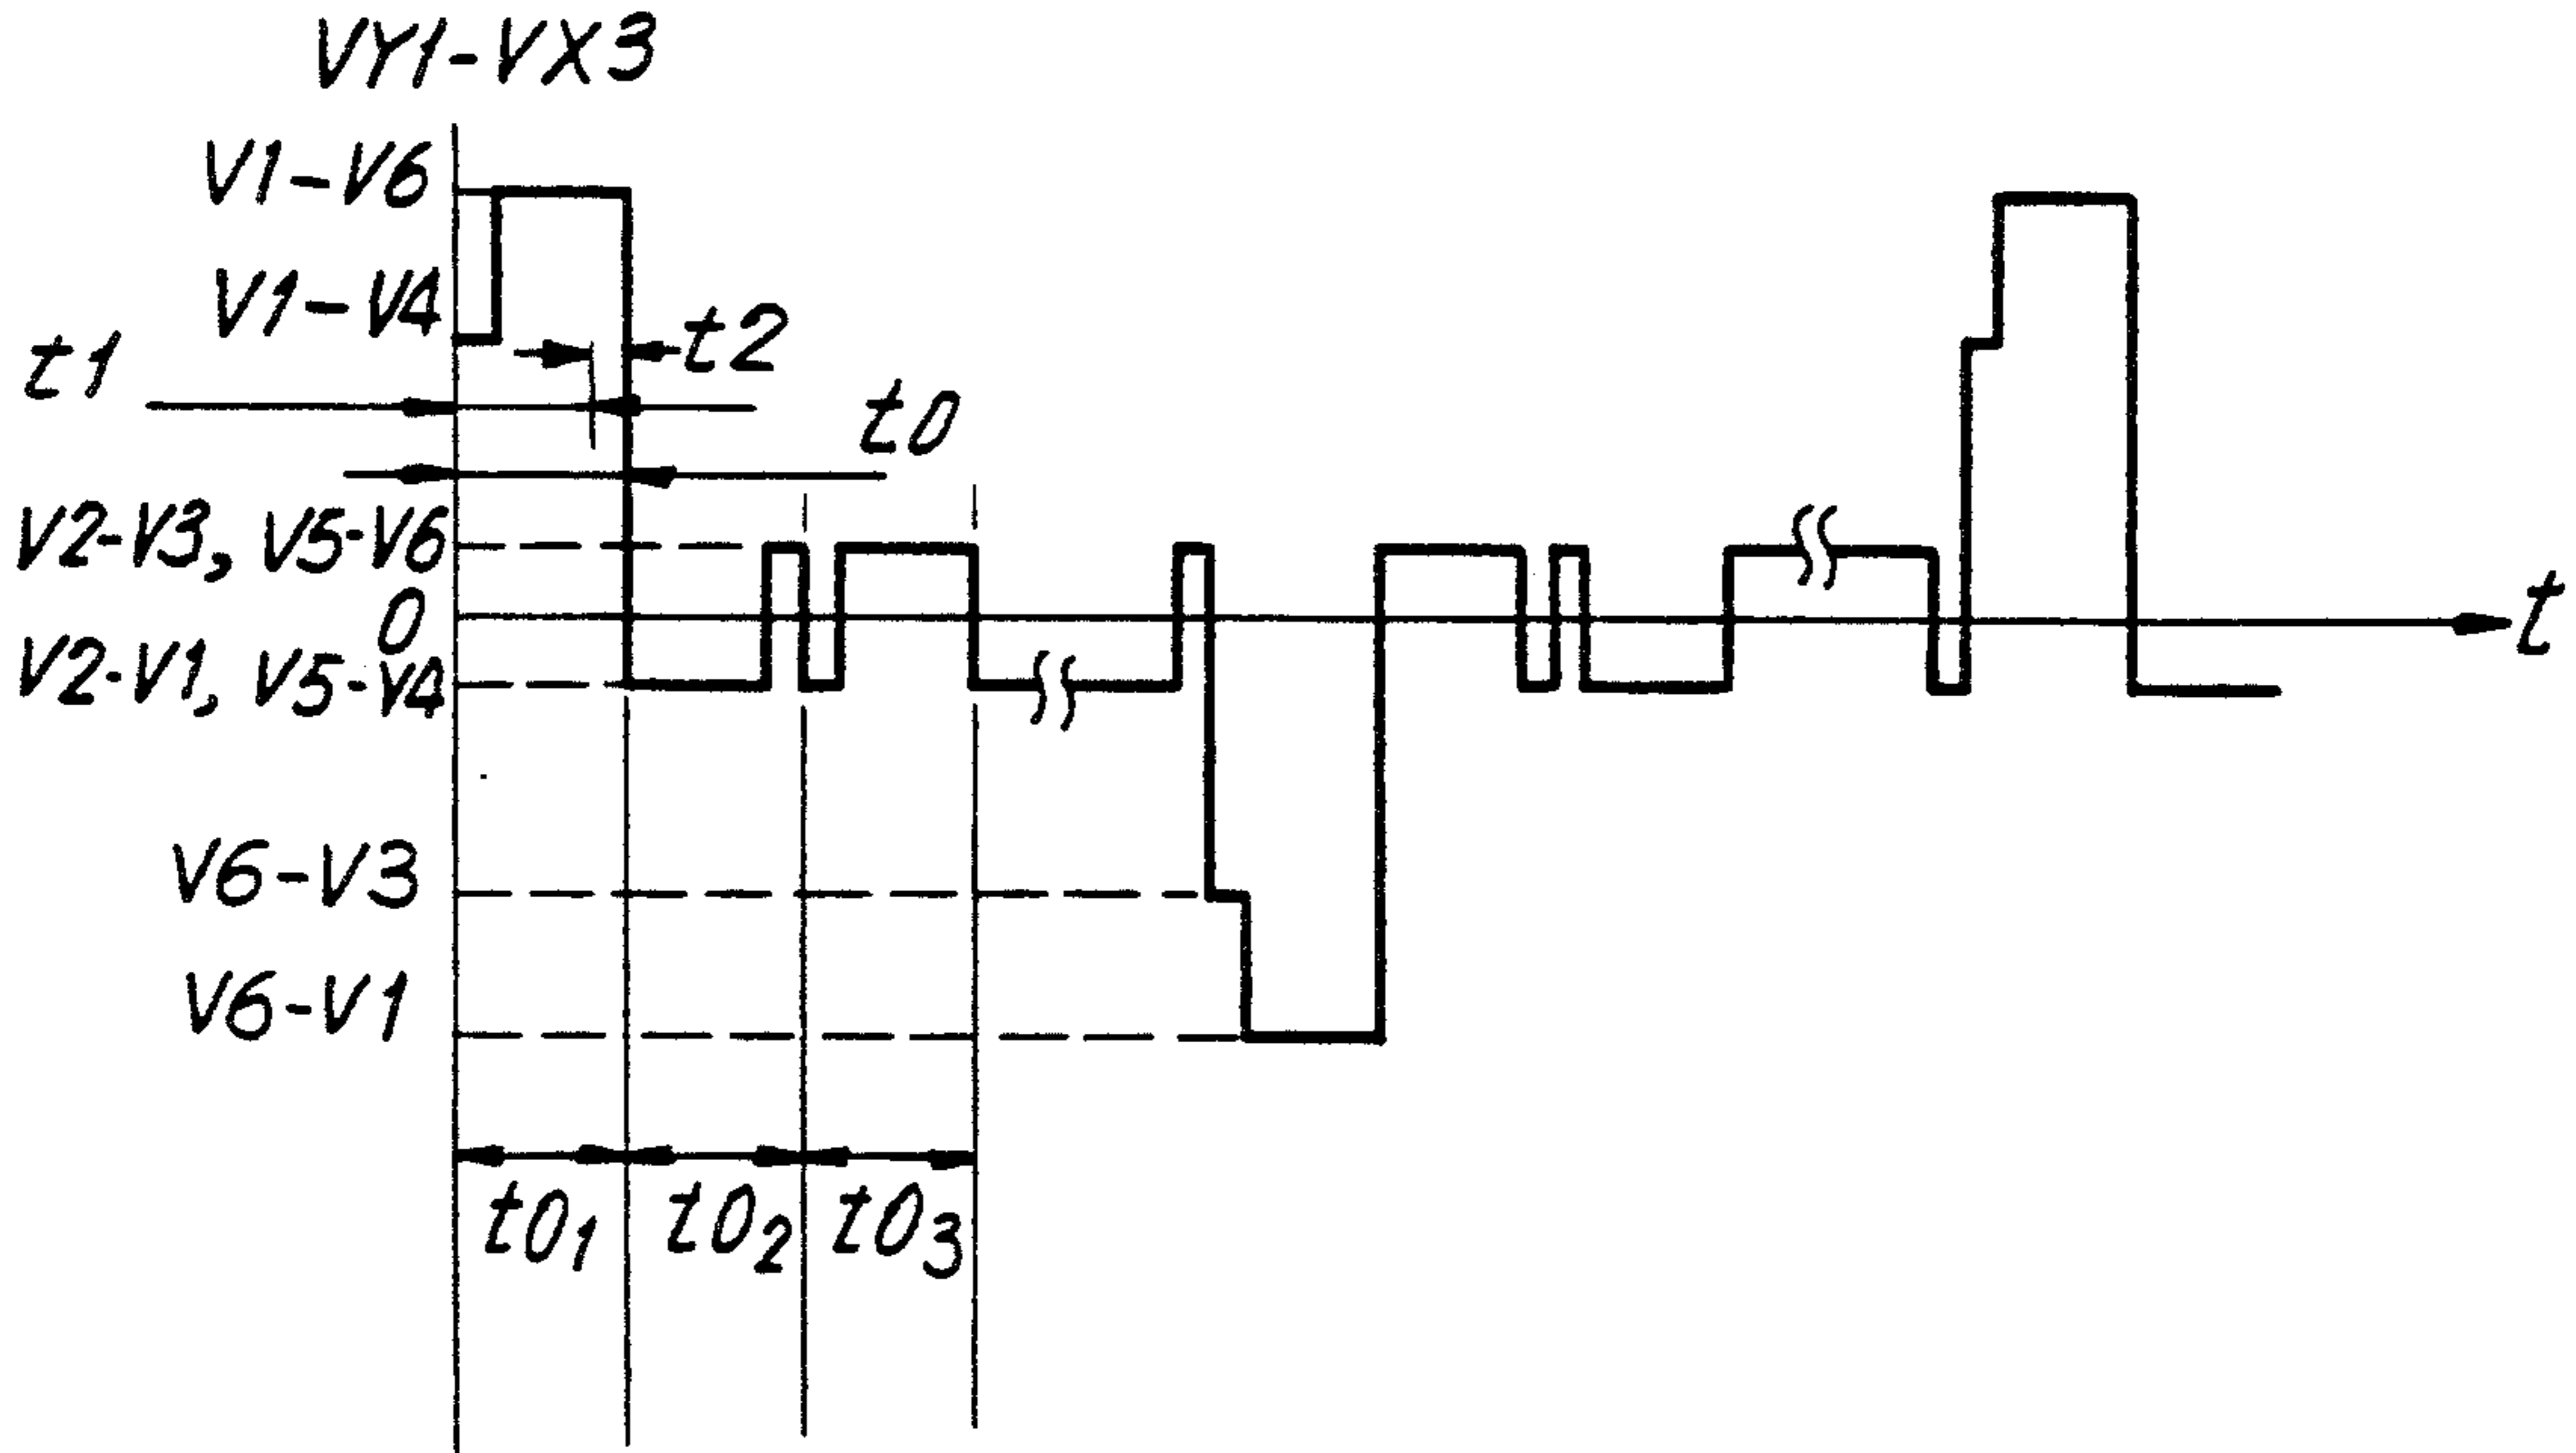 VY1-VX3
V1-V6
V1-V4
t1
t2
t0
V2-V3, V5-V6
0
V2-V1, V5-V4
t
V6-V3
V6-V1
t0₁ t0₂ t0₃